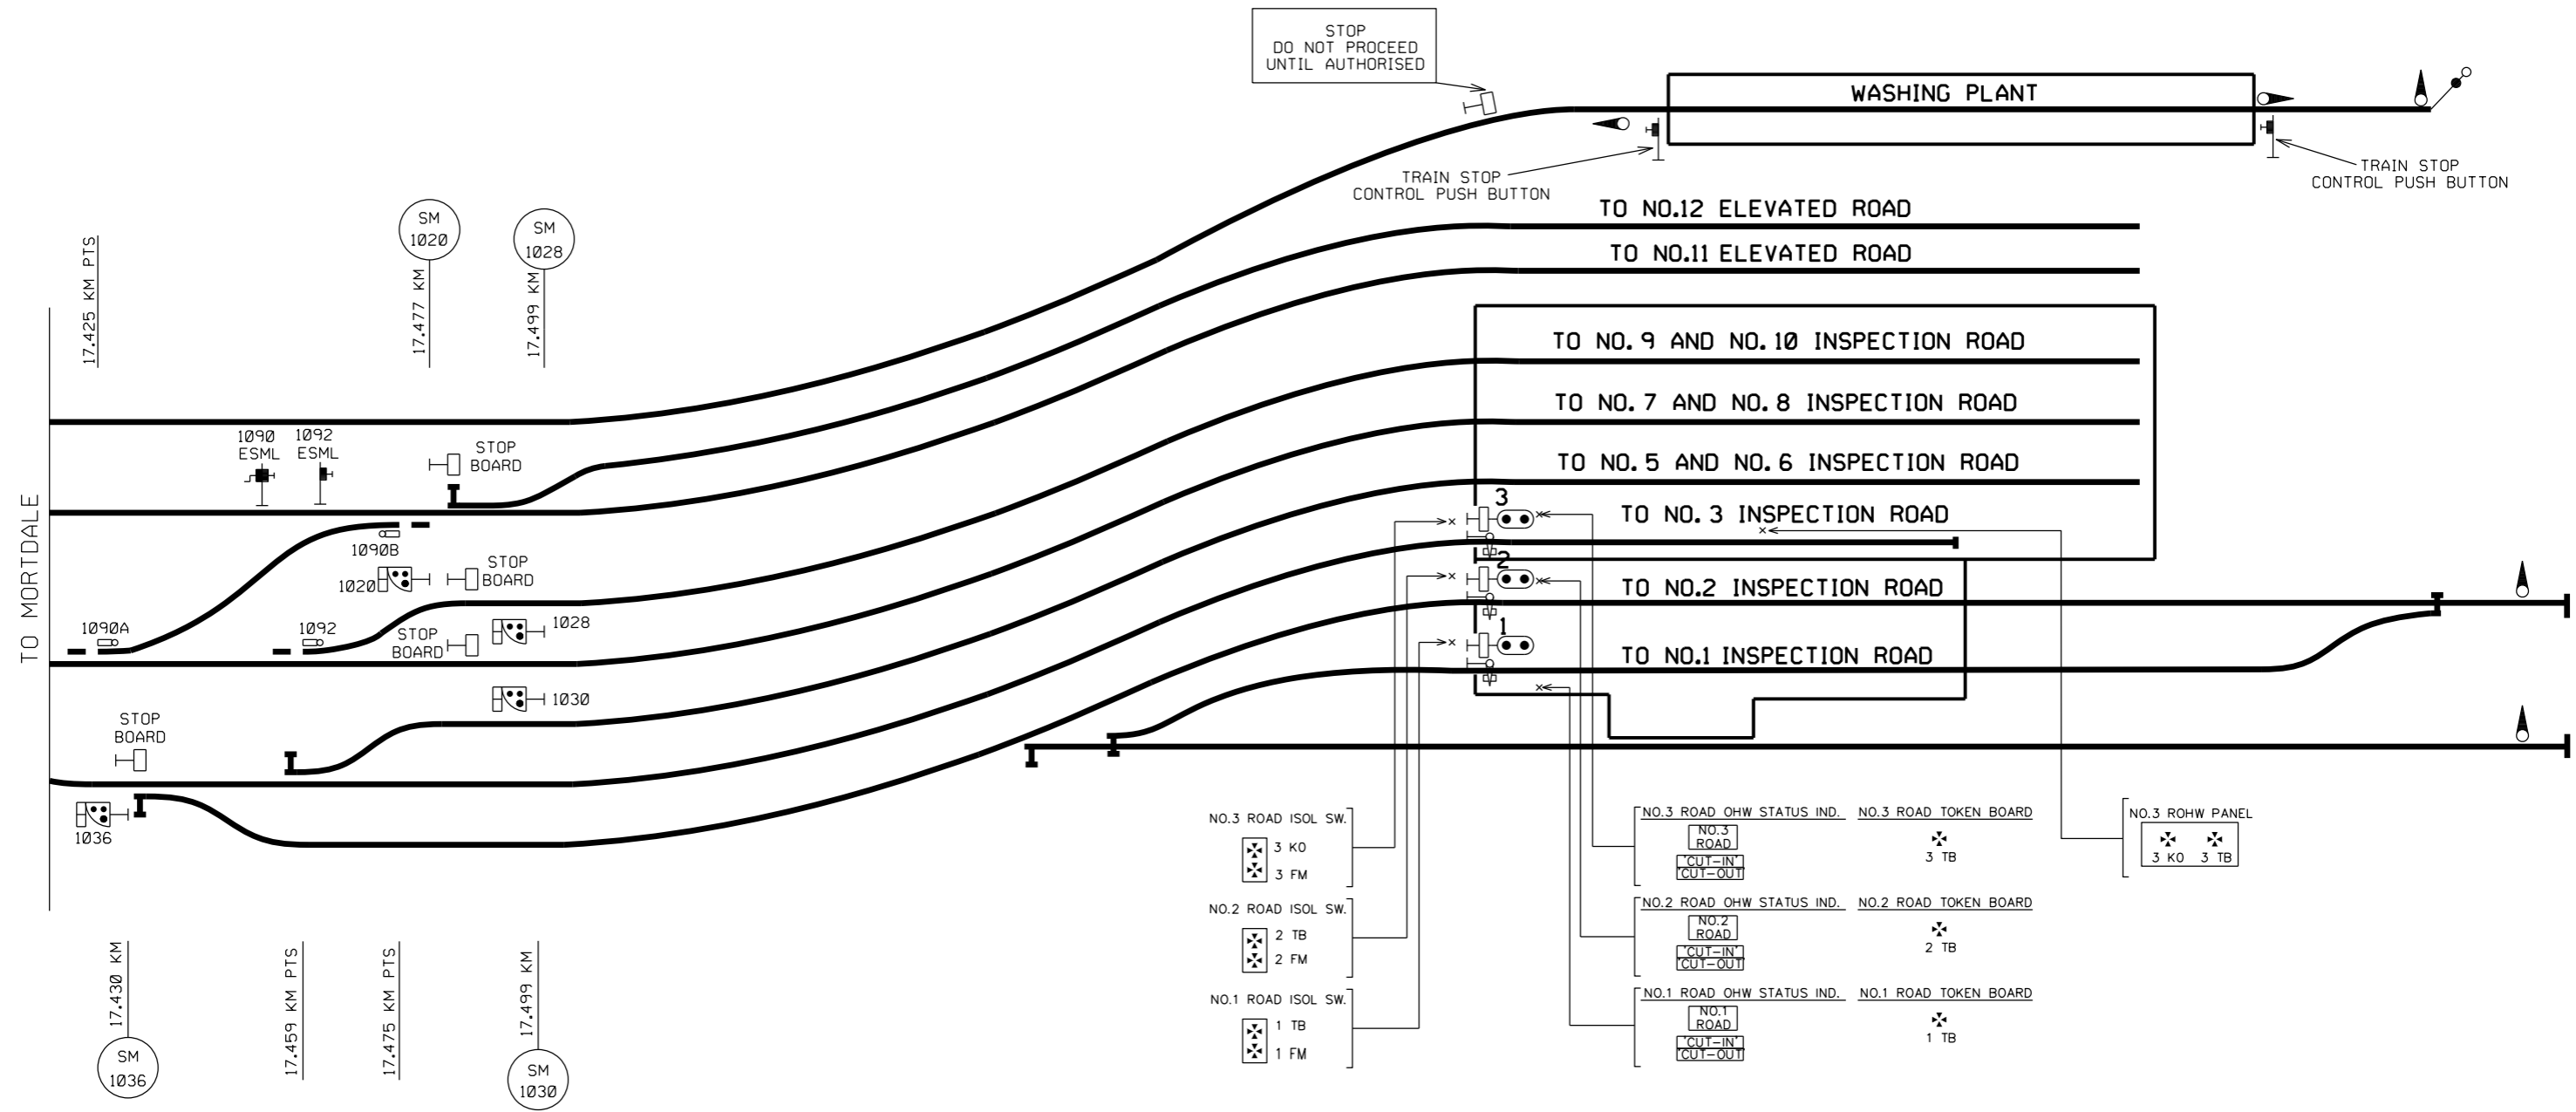 STOP
DO NOT PROCEED
UNTIL AUTHORISED
WASHING PLANT
TRAIN STOP
CONTROL PUSH BUTTON
TRAIN STOP
CONTROL PUSH BUTTON
TO NO.12 ELEVATED ROAD
TO NO.11 ELEVATED ROAD
TO NO. 9 AND NO. 10 INSPECTION ROAD
TO NO. 7 AND NO. 8 INSPECTION ROAD
TO NO. 5 AND NO. 6 INSPECTION ROAD
3
TO NO. 3 INSPECTION ROAD
2
TO NO.2 INSPECTION ROAD
1
TO NO.1 INSPECTION ROAD
17.425 KM PTS
SM
1020
17.477 KM
SM
1028
17.499 KM
1090
ESML
1092
ESML
STOP
BOARD
TO MORTDALE
1090B
1020
STOP
BOARD
1090A
1092
STOP
BOARD
1028
1030
STOP
BOARD
1036
17.430 KM
SM
1036
17.459 KM PTS
17.475 KM PTS
17.499 KM
SM
1030
NO.3 ROAD ISOL SW.
3 KO
3 FM
NO.2 ROAD ISOL SW.
2 TB
2 FM
NO.1 ROAD ISOL SW.
1 TB
1 FM
NO.3 ROAD OHW STATUS IND.
NO.3
ROAD
'CUT-IN'
'CUT-OUT'
NO.3 ROAD TOKEN BOARD
3 TB
NO.2 ROAD OHW STATUS IND.
NO.2
ROAD
'CUT-IN'
'CUT-OUT'
NO.2 ROAD TOKEN BOARD
2 TB
NO.1 ROAD OHW STATUS IND.
NO.1
ROAD
'CUT-IN'
'CUT-OUT'
NO.1 ROAD TOKEN BOARD
1 TB
NO.3 ROHW PANEL
3 KO 3 TB